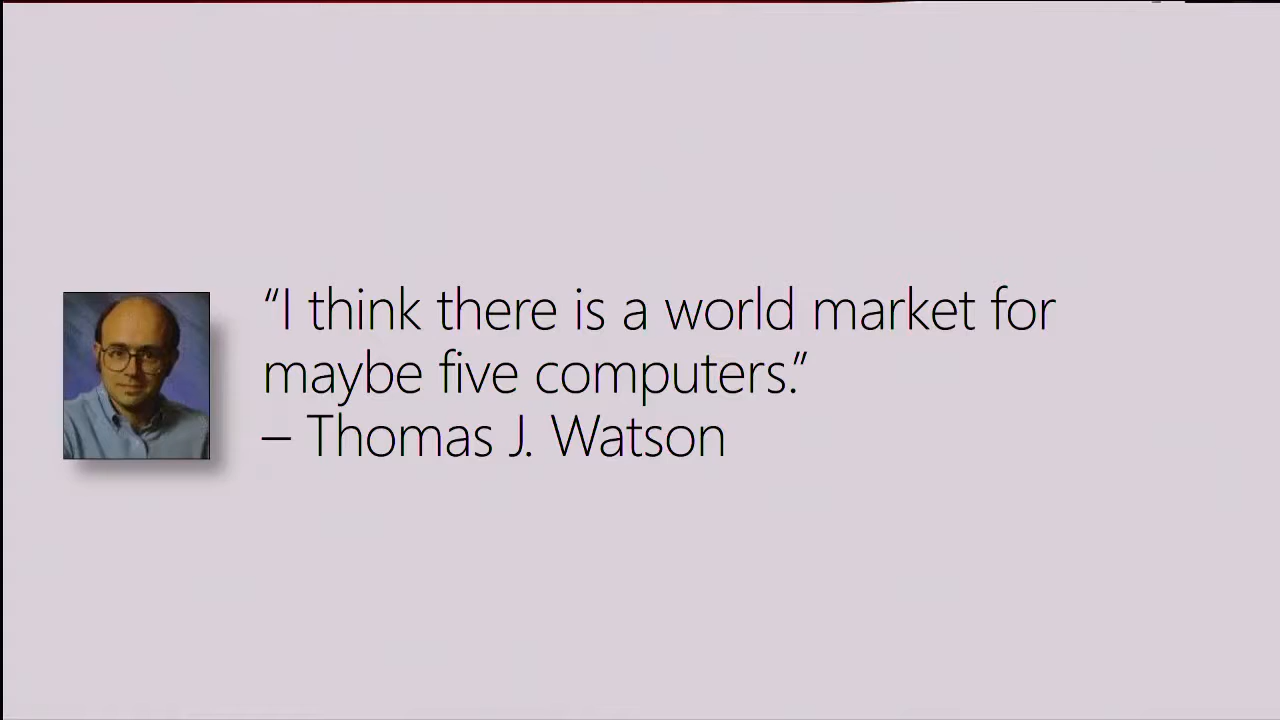 “I think there is a world market for
maybe five computers.”
– Thomas J. Watson